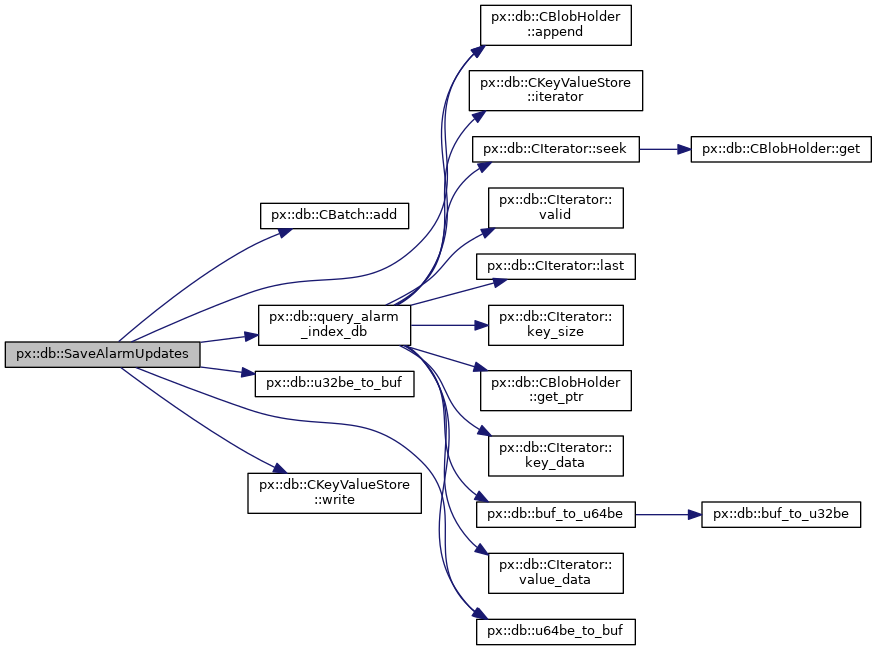 px::db::CBlobHolder
::append
px::db::CKeyValueStore
::iterator
px::db::CIterator::seek
px::db::CBlobHolder::get
px::db::CIterator::
valid
px::db::CBatch::add
px::db::CIterator::last
px::db::query_alarm
_index_db
px::db::CIterator::
key_size
px::db::SaveAlarmUpdates
px::db::u32be_to_buf
px::db::CBlobHolder
::get_ptr
px::db::CIterator::
key_data
px::db::CKeyValueStore
::write
px::db::buf_to_u64be
px::db::buf_to_u32be
px::db::CIterator::
value_data
px::db::u64be_to_buf